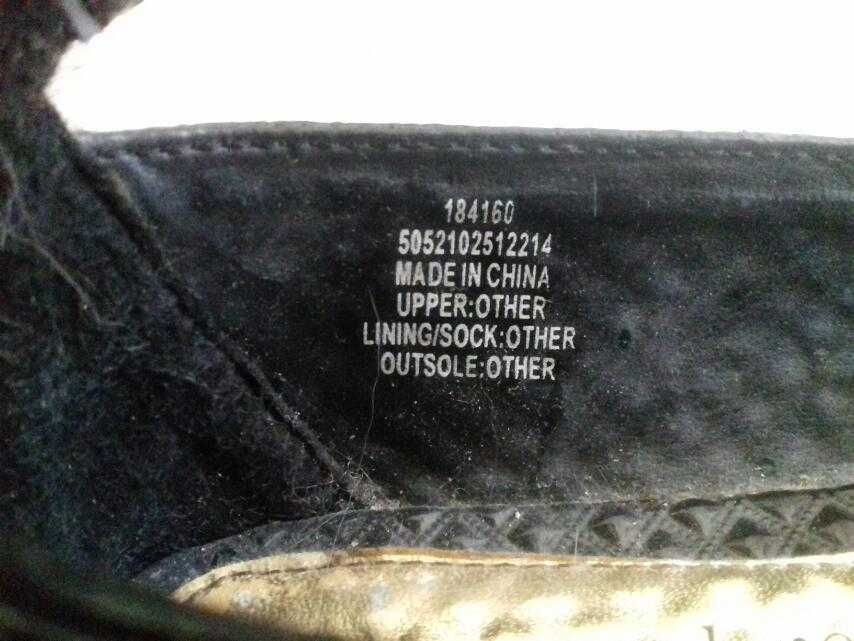 184160
5052102512214
MADE IN CHINA
UPPER:OTHER
LINING/SOCK:OTHER
OUTSOLE:OTHER